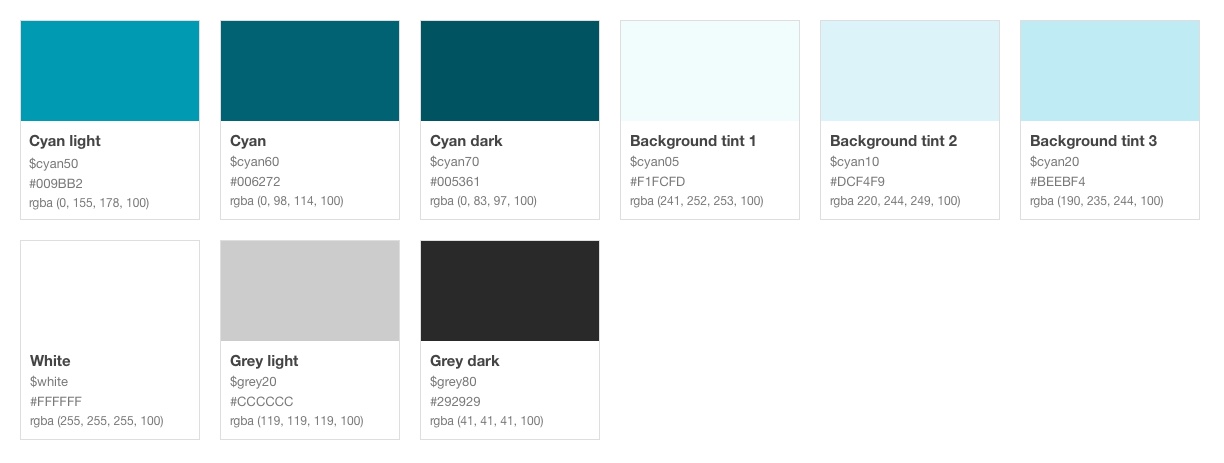 Cyan light
$cyan50
#009BB2
rgba (0, 155, 178, 100)
Cyan
$cyan60
#006272
rgba (0, 98, 114, 100)
Cyan dark
$cyan70
#005361
rgba (0, 83, 97, 100)
Background tint 1
$cyan05
#F1FCFD
rgba (241, 252, 253, 100)
Background tint 2
$cyan10
#DCF4F9
rgba 220, 244, 249, 100)
Background tint 3
$cyan20
#BEEBF4
rgba (190, 235, 244, 100)
White
$white
#FFFFFF
rgba (255, 255, 255, 100)
Grey light
$grey20
#CCCCCC
rgba (119, 119, 119, 100)
Grey dark
$grey80
#292929
rgba (41, 41, 41, 100)